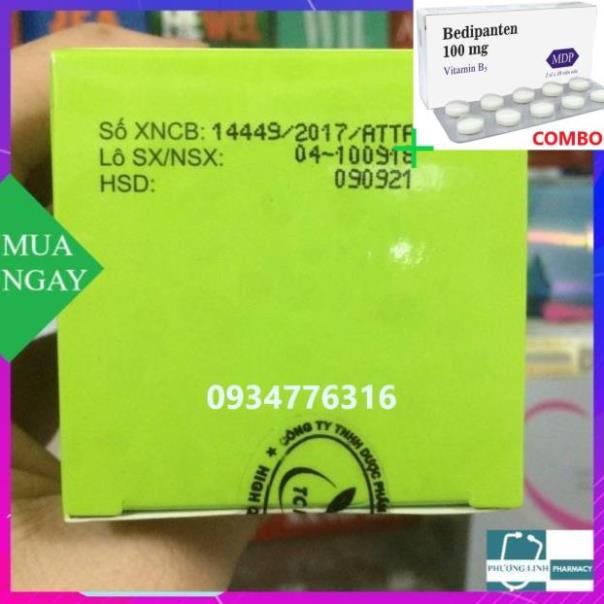 Bedipanten
100 mg
Vitamin B5
MDP
COMBO
Số XNCB: 14449/2017/ATTP
Lô SX/NSX: 04-100918
HSD: 090921
MUA
NGAY
0934776316
CÔNG TY TNHH DƯỢC PHẨM
PHƯƠNG LINH PHARMACY